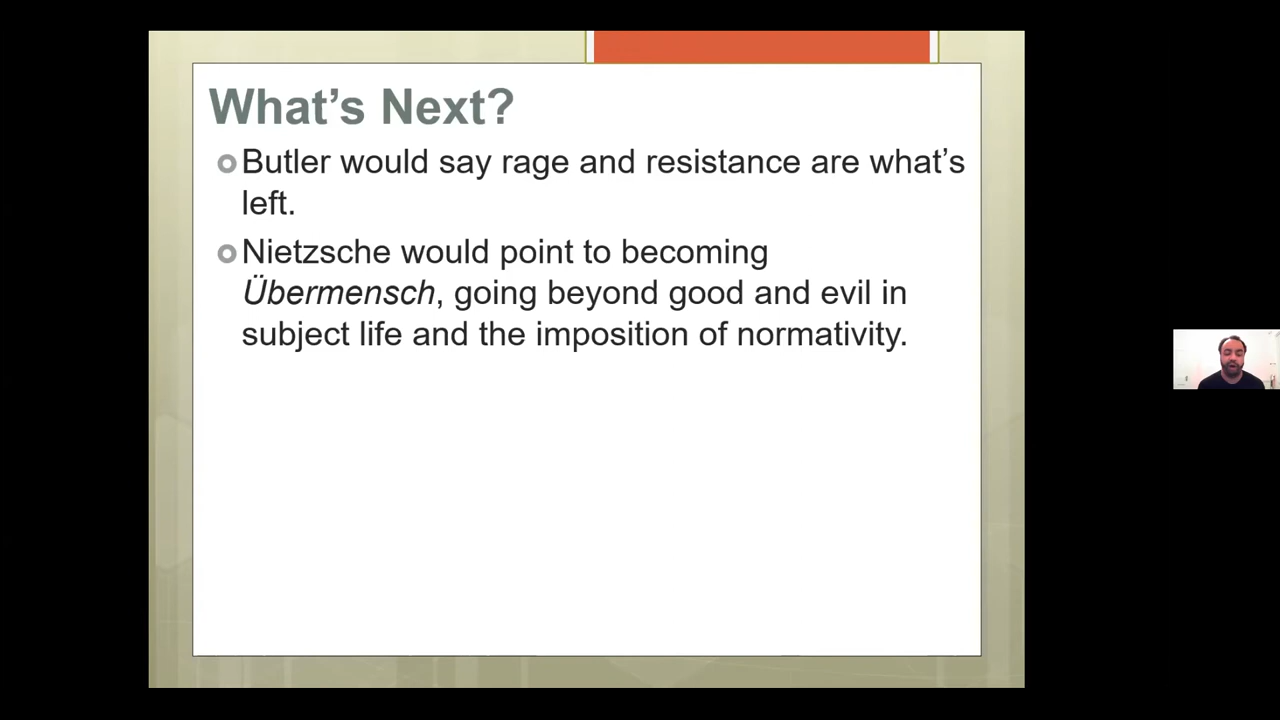 What’s Next?
Butler would say rage and resistance are what’s
left.
Nietzsche would point to becoming
Übermensch, going beyond good and evil in
subject life and the imposition of normativity.